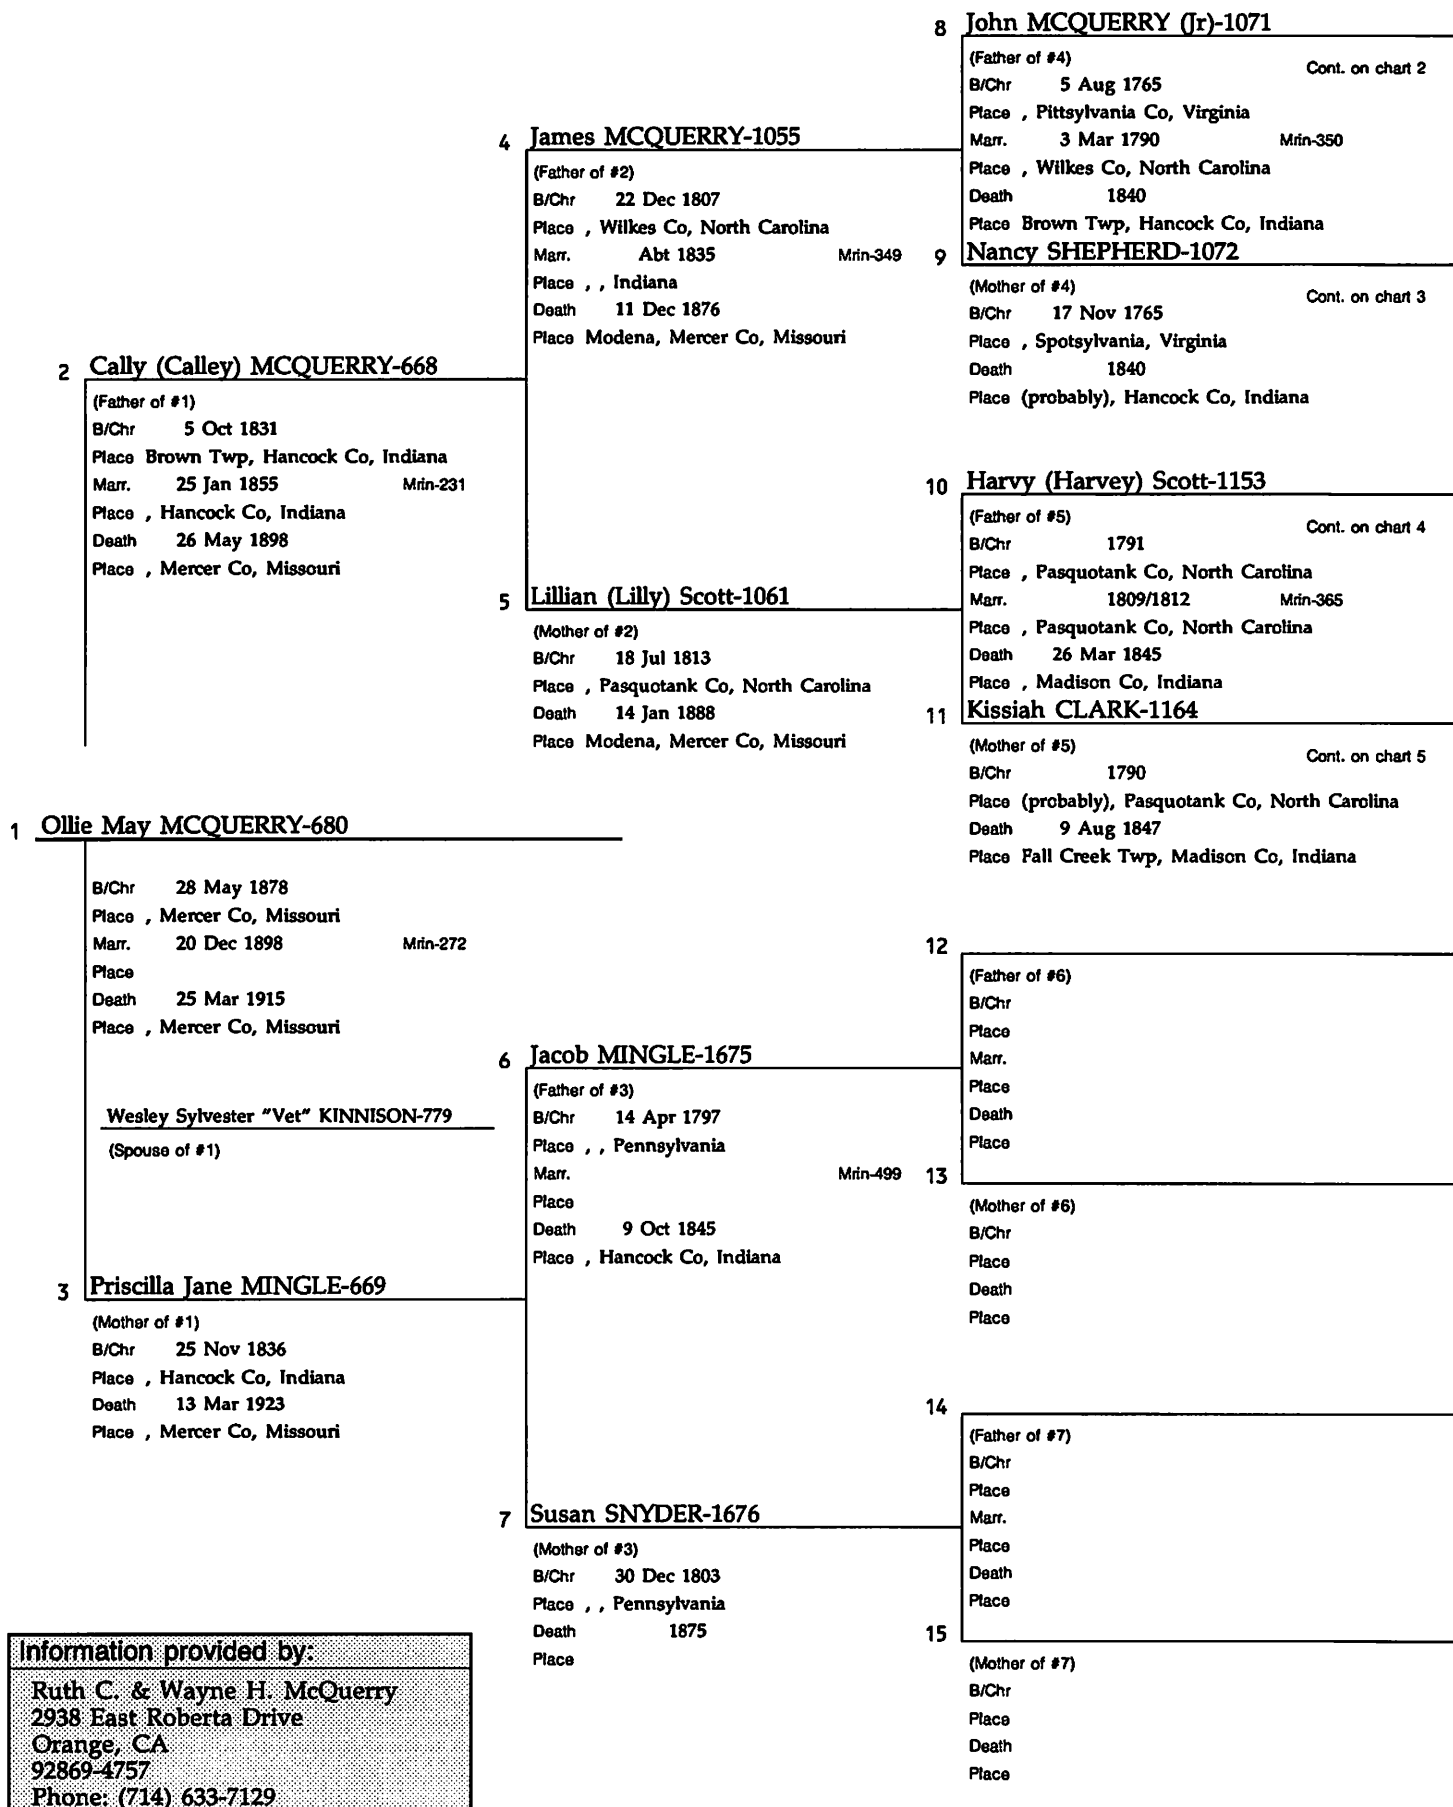 8 John MCQUERRY (Jr)-1071
(Father of #4)
Cont. on chart 2
B/Chr 5 Aug 1765
Place , Pittsylvania Co, Virginia
Marr. 3 Mar 1790 Mrin-350
Place , Wilkes Co, North Carolina
Death 1840
Place Brown Twp, Hancock Co, Indiana
4 James MCQUERRY-1055
(Father of #2)
B/Chr 22 Dec 1807
Place , Wilkes Co, North Carolina
Marr. Abt 1835 Mrin-349
Place , , Indiana
Death 11 Dec 1876
Place Modena, Mercer Co, Missouri
9 Nancy SHEPHERD-1072
(Mother of #4)
Cont. on chart 3
B/Chr 17 Nov 1765
Place , Spotsylvania, Virginia
Death 1840
Place (probably), Hancock Co, Indiana
2 Cally (Calley) MCQUERRY-668
(Father of #1)
B/Chr 5 Oct 1831
Place Brown Twp, Hancock Co, Indiana
Marr. 25 Jan 1855 Mrin-231
Place , Hancock Co, Indiana
Death 26 May 1898
Place , Mercer Co, Missouri
10 Harvy (Harvey) Scott-1153
(Father of #5)
Cont. on chart 4
B/Chr 1791
Place , Pasquotank Co, North Carolina
Marr. 1809/1812 Mrin-365
Place , Pasquotank Co, North Carolina
Death 26 Mar 1845
Place , Madison Co, Indiana
5 Lillian (Lilly) Scott-1061
(Mother of #2)
B/Chr 18 Jul 1813
Place , Pasquotank Co, North Carolina
Death 14 Jan 1888
Place Modena, Mercer Co, Missouri
11 Kissiah CLARK-1164
(Mother of #5)
Cont. on chart 5
B/Chr 1790
Place (probably), Pasquotank Co, North Carolina
Death 9 Aug 1847
Place Fall Creek Twp, Madison Co, Indiana
1 Ollie May MCQUERRY-680
B/Chr 28 May 1878
Place , Mercer Co, Missouri
Marr. 20 Dec 1898 Mrin-272
Place
Death 25 Mar 1915
Place , Mercer Co, Missouri
Wesley Sylvester "Vet" KINNISON-779
(Spouse of #1)
12
(Father of #6)
B/Chr
Place
Marr.
Place
Death
Place
6 Jacob MINGLE-1675
(Father of #3)
B/Chr 14 Apr 1797
Place , , Pennsylvania
Marr. Mrin-499
Place
Death 9 Oct 1845
Place , Hancock Co, Indiana
13
(Mother of #6)
B/Chr
Place
Death
Place
3 Priscilla Jane MINGLE-669
(Mother of #1)
B/Chr 25 Nov 1836
Place , Hancock Co, Indiana
Death 13 Mar 1923
Place , Mercer Co, Missouri
14
(Father of #7)
B/Chr
Place
Marr.
Place
Death
Place
7 Susan SNYDER-1676
(Mother of #3)
B/Chr 30 Dec 1803
Place , , Pennsylvania
Death 1875
Place
15
(Mother of #7)
B/Chr
Place
Death
Place
Information provided by:
Ruth C. & Wayne H. McQuerry
2938 East Roberta Drive
Orange, CA
92869-4757
Phone: (714) 633-7129